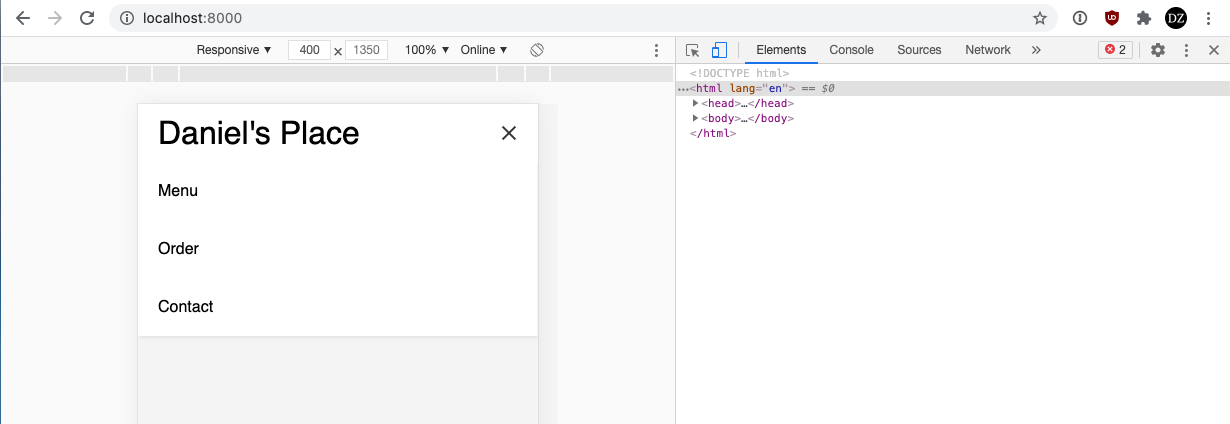 localhost:8000
DZ
Responsive ▼ 400 × 1350 100% ▼ Online ▼
Elements Console Sources Network » 2
<!DOCTYPE html>
…<html lang="en"> == $0
▶<head>…</head>
▶<body>…</body>
</html>
Daniel's Place
Menu
Order
Contact